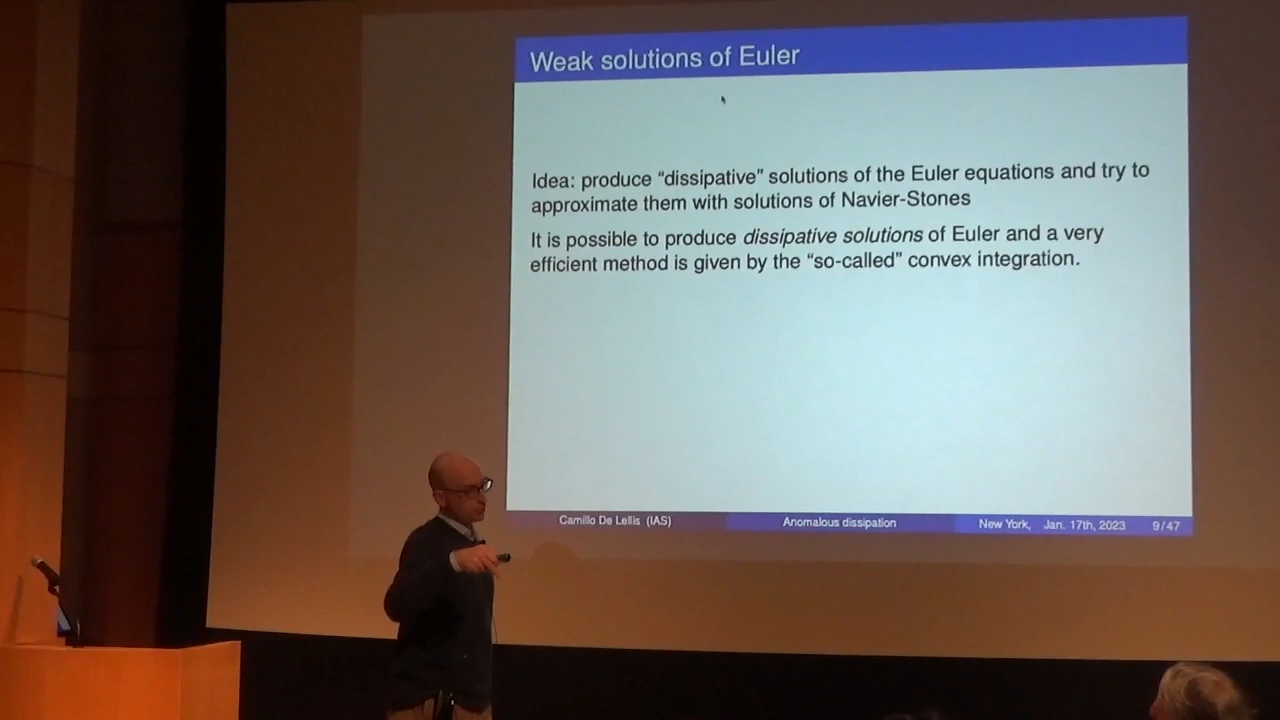 Weak solutions of Euler
Idea: produce “dissipative” solutions of the Euler equations and try to
approximate them with solutions of Navier-Stones
It is possible to produce dissipative solutions of Euler and a very
efficient method is given by the “so-called” convex integration.
Camillo De Lellis (IAS) Anomalous dissipation New York, Jan. 17th, 2023 9/47